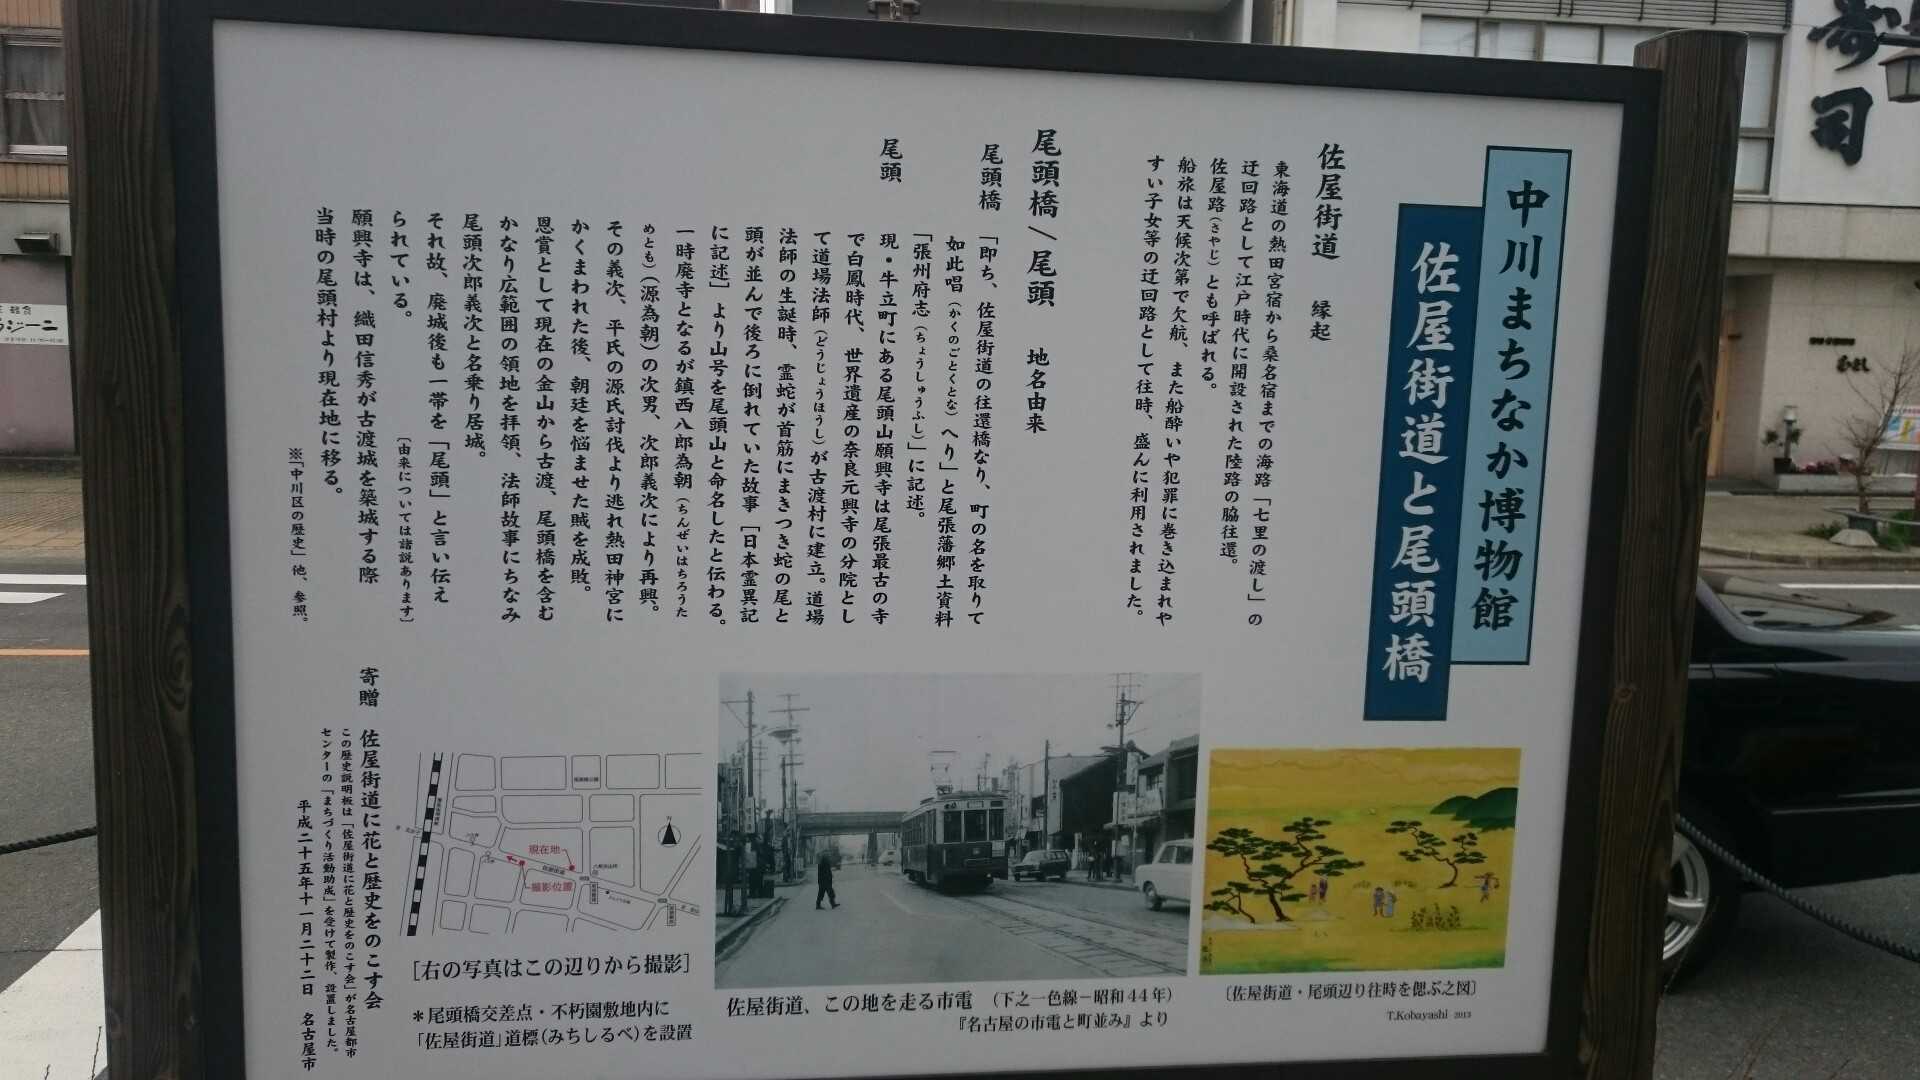 中川まちなか博物館
佐屋街道と尾頭橋
佐屋街道　縁起
東海道の熱田宮宿から桑名宿までの海路「七里の渡し」の
迂回路として江戸時代に開設された陸路の脇往還。
佐屋路（さやじ）とも呼ばれる。
船旅は天候次第で欠航、また船酔いや犯罪に巻き込まれや
すい子女等の迂回路として往時、盛んに利用されました。
尾頭橋／尾頭　地名由来
尾頭橋　「即ち、佐屋街道の往還橋なり、町の名を取りて
如此唱（かくのごとくとな）へり」と尾張藩郷土資料
「張州府志（ちょうしゅうふし）」に記述。
尾頭　現・牛立町にある尾頭山願興寺は尾張最古の寺
で白鳳時代、世界遺産の奈良元興寺の分院とし
て道場法師（どうじょうほうし）が古渡村に建立。道場
法師の生誕時、霊蛇が首筋にまきつき蛇の尾と
頭が並んで後ろに倒れていた故事［日本霊異記
に記述］より山号を尾頭山と命名したと伝わる。
一時廃寺となるが鎮西八郎為朝（ちんぜいはちろうた
めとも）（源為朝）の次男、次郎義次により再興。
その義次、平氏の源氏討伐より逃れ熱田神宮に
かくまわれた後、朝廷を悩ませた賊を成敗。
恩賞として現在の金山から古渡、尾頭橋を含む
かなり広範囲の領地を拝領、法師故事にちなみ
尾頭次郎義次と名乗り居城。
それ故、廃城後も一帯を「尾頭」と言い伝え
られている。　［由来については諸説あります］
願興寺は、織田信秀が古渡城を築城する際
当時の尾頭村より現在地に移る。
※「中川区の歴史」他、参照。
［佐屋街道・尾頭辺り往時を偲ぶ之図］
T.Kobayashi 2013
佐屋街道、この地を走る市電　（下之一色線－昭和44年）
『名古屋の市電と町並み』より
N
現在地
撮影位置
［右の写真はこの辺りから撮影］
＊尾頭橋交差点・不朽園敷地内に
「佐屋街道」道標（みちしるべ）を設置
寄贈　佐屋街道に花と歴史をのこす会
この歴史説明板は「佐屋街道に花と歴史をのこす会」が名古屋都市
センターの「まちづくり活動助成」を受けて製作、設置しました。
平成二十五年十一月二十二日　名古屋市
寿
司